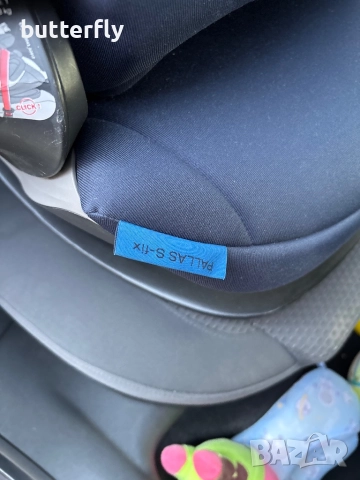 butterfly
CLICK!
PALLAS S-fix
BAZAR